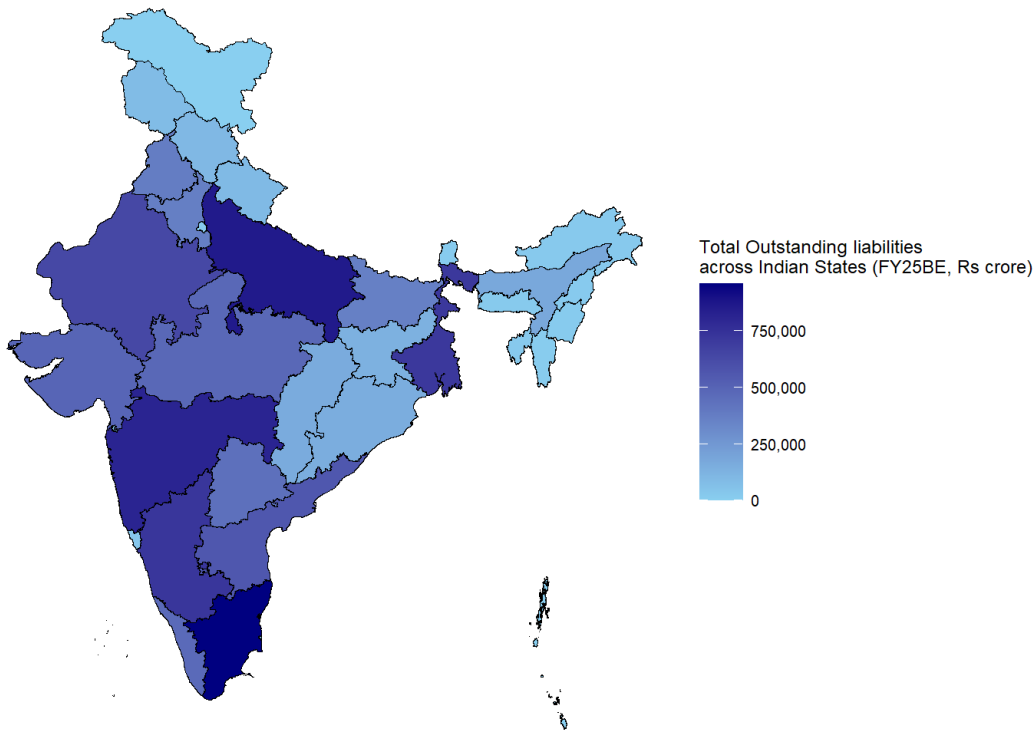 Total Outstanding liabilities
across Indian States (FY25BE, Rs crore)
750,000
500,000
250,000
0